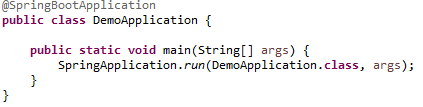 @SpringBootApplication
public class DemoApplication {
public static void main(String[] args) {
SpringApplication.run(DemoApplication.class, args);
}
}